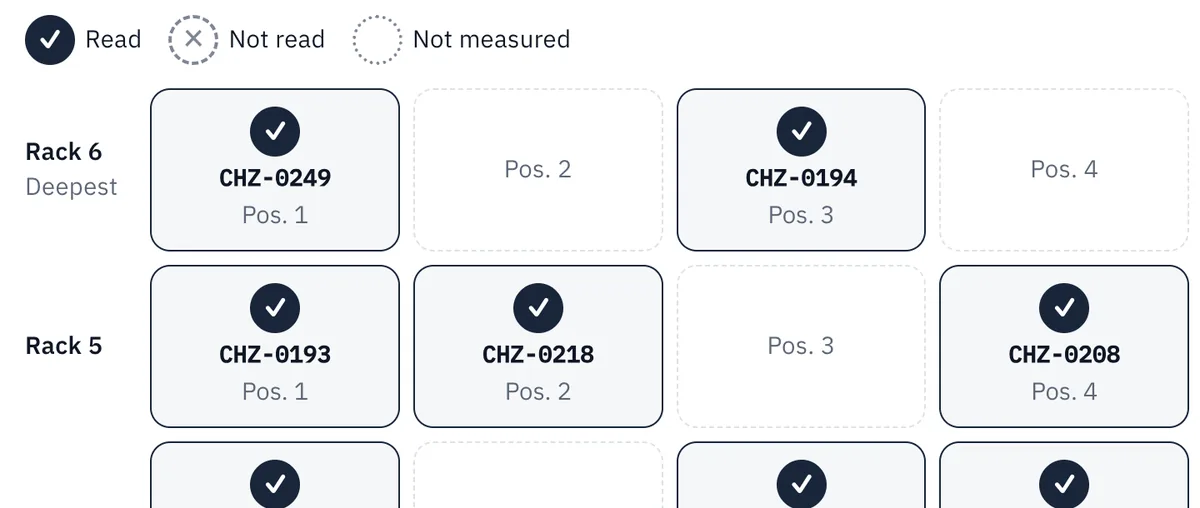 Read Not read Not measured
Rack 6
Deepest
CHZ-0249
Pos. 1
Pos. 2
CHZ-0194
Pos. 3
Pos. 4
Rack 5
CHZ-0193
Pos. 1
CHZ-0218
Pos. 2
Pos. 3
CHZ-0208
Pos. 4